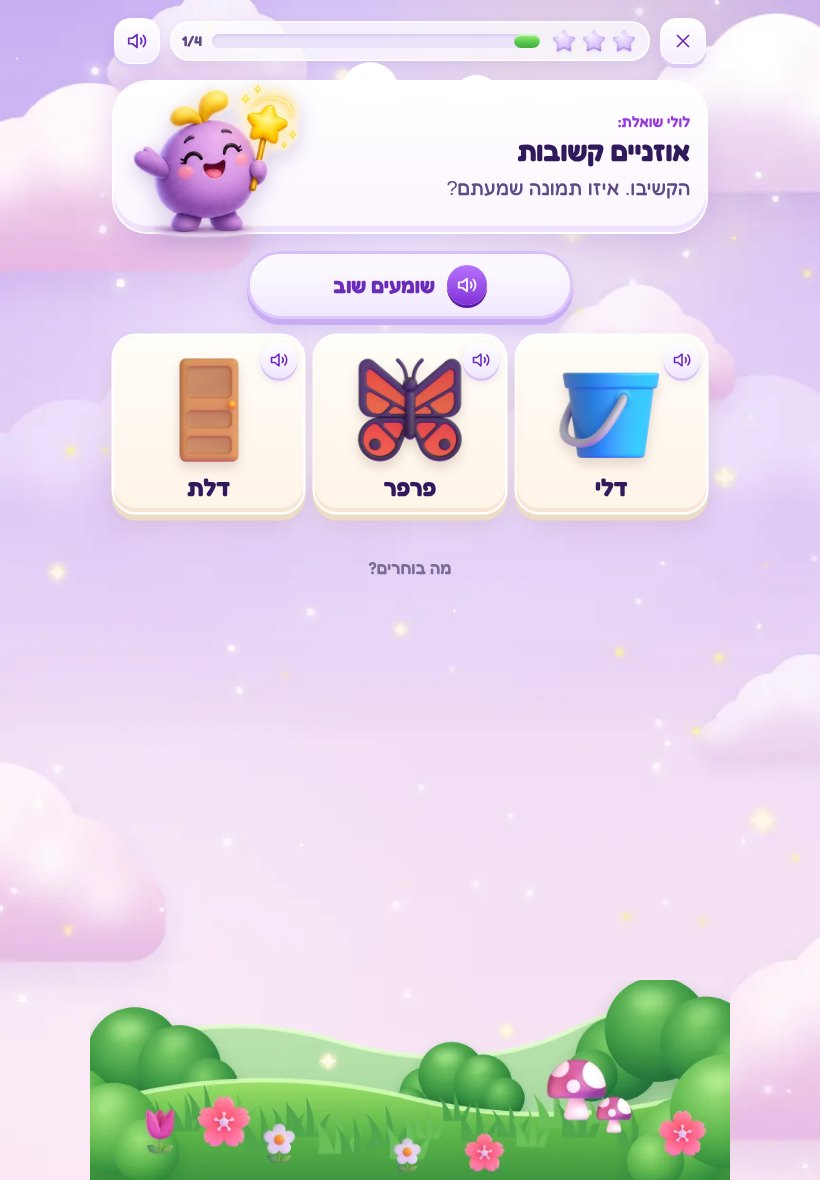 1/4
לולי שואלת:
אוזניים קשובות
הקשיבו. איזו תמונה שמעתם?
שומעים שוב
דלי
פרפר
דלת
מה בוחרים?